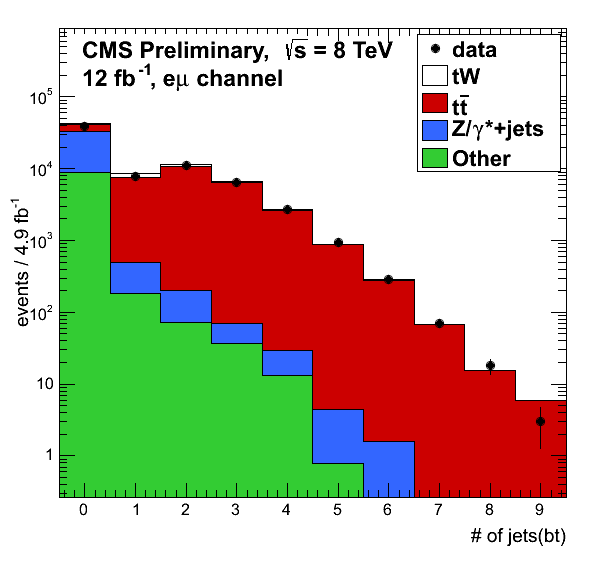 CMS Preliminary, √s = 8 TeV
12 fb⁻¹, eμ channel
data
tW
tt̄
Z/γ*+jets
Other
events / 4.9 fb⁻¹
10⁵
10⁴
10³
10²
10
1
0 1 2 3 4 5 6 7 8 9
# of jets(bt)